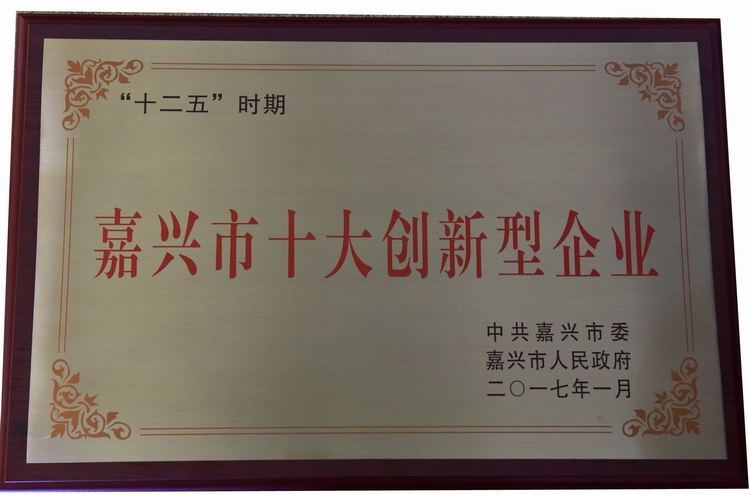 “十二五”时期
嘉兴市十大创新型企业
中共嘉兴市委
嘉兴市人民政府
二〇一七年一月